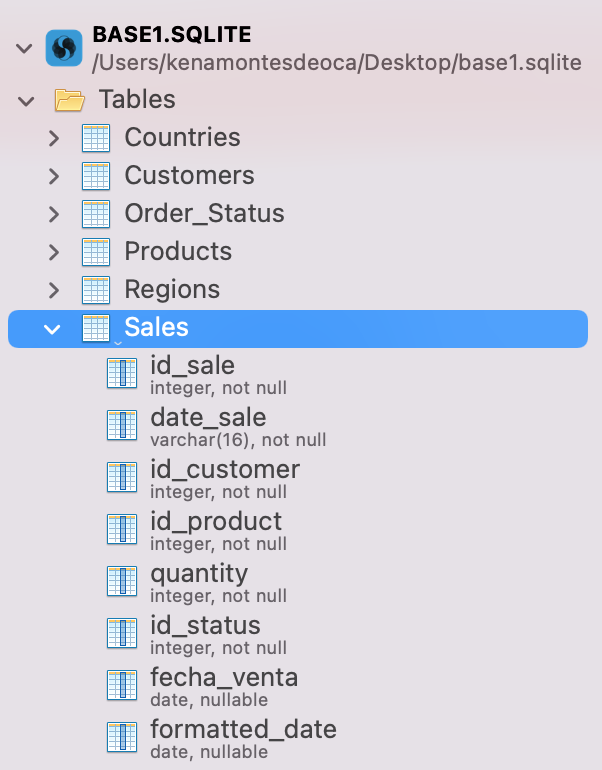 BASE1.SQLITE
/Users/kenamontesdeoca/Desktop/base1.sqlite
Tables
Countries
Customers
Order_Status
Products
Regions
Sales
id_sale
integer, not null
date_sale
varchar(16), not null
id_customer
integer, not null
id_product
integer, not null
quantity
integer, not null
id_status
integer, not null
fecha_venta
date, nullable
formatted_date
date, nullable